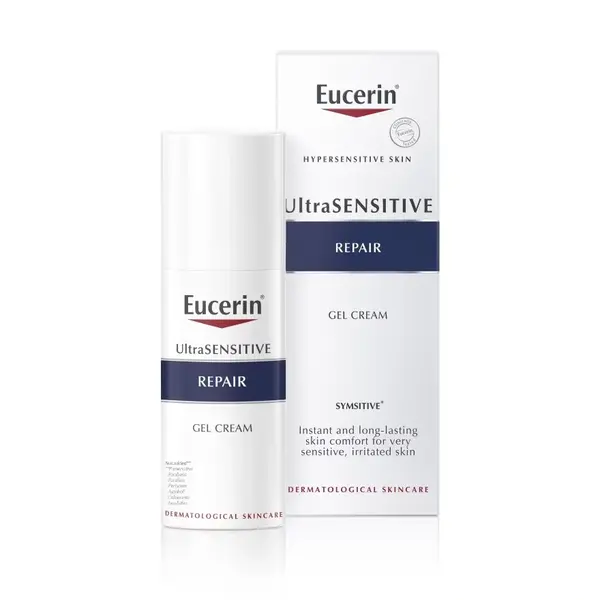 Eucerin®
HYPERSENSITIVE SKIN
UltraSENSITIVE
REPAIR
GEL CREAM
SYMSITIVE®
Instant and long-lasting
skin comfort for very
sensitive, irritated skin
DERMATOLOGICAL SKINCARE
Eucerin®
UltraSENSITIVE
REPAIR
GEL CREAM
DERMATOLOGICAL SKINCARE